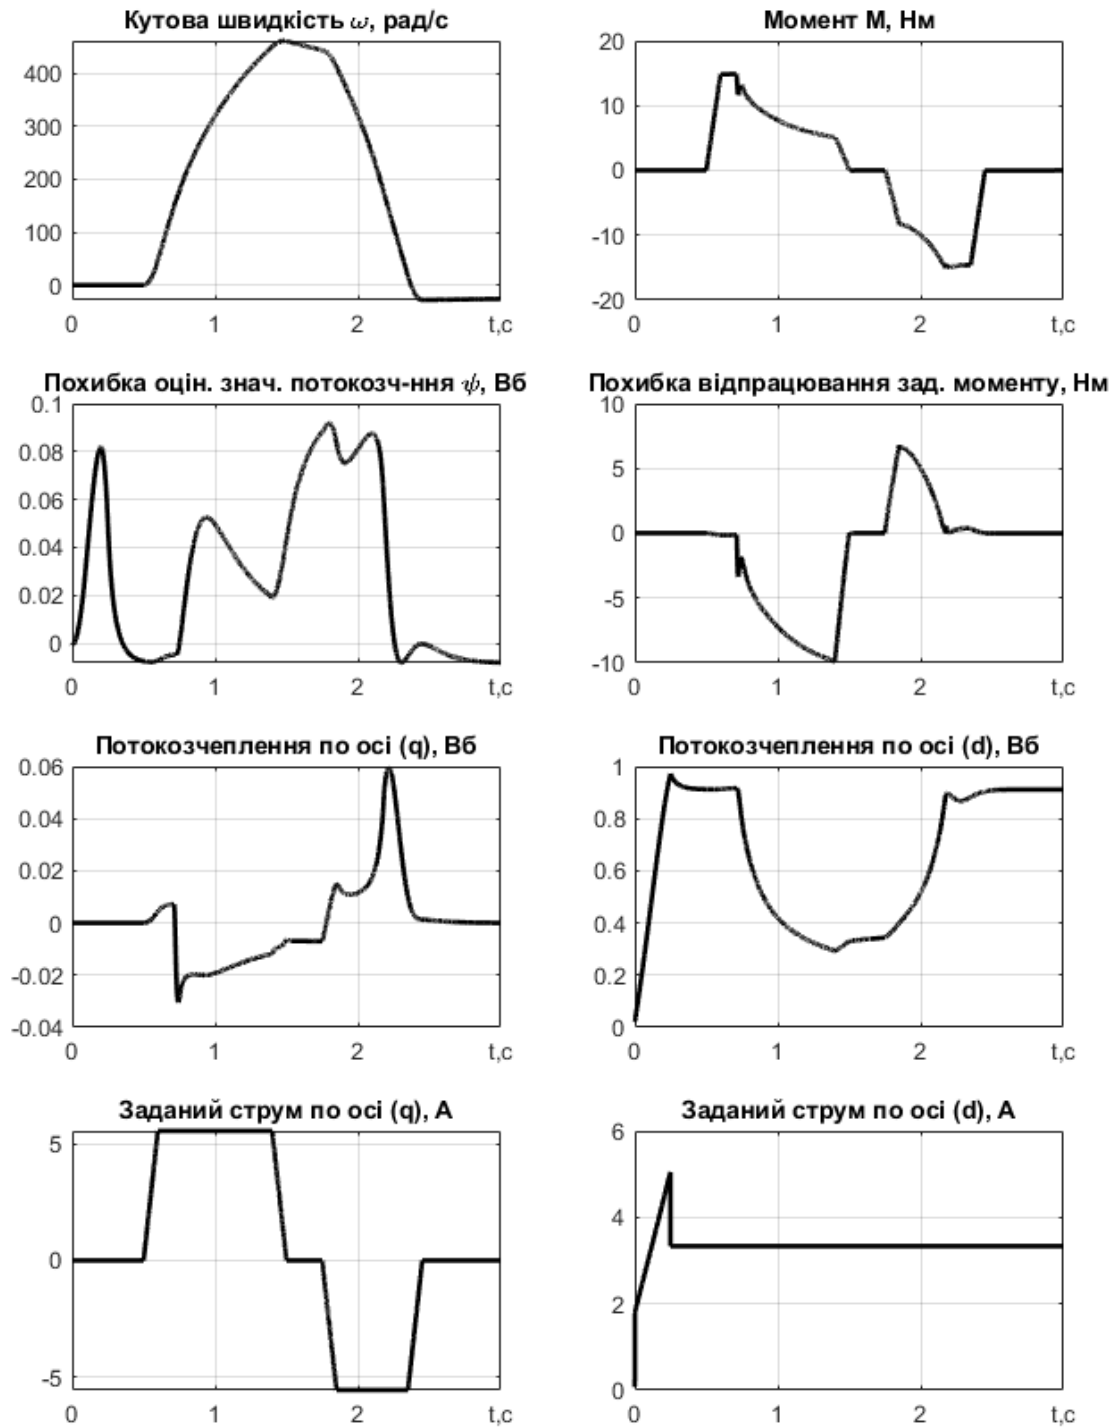 Кутова швидкість ω, рад/с
400
300
200
100
0
0 1 2 t,c
Момент М, Нм
20
10
0
-10
-20
0 1 2 t,c
Похибка оцін. знач. потокозч-ння ψ, Вб
0.1
0.08
0.06
0.04
0.02
0
0 1 2 t,c
Похибка відпрацювання зад. моменту, Нм
10
5
0
-5
-10
0 1 2 t,c
Потокозчеплення по осі (q), Вб
0.06
0.04
0.02
0
-0.02
-0.04
0 1 2 t,c
Потокозчеплення по осі (d), Вб
1
0.8
0.6
0.4
0.2
0
0 1 2 t,c
Заданий струм по осі (q), А
5
0
-5
0 1 2 t,c
Заданий струм по осі (d), А
6
4
2
0
0 1 2 t,c